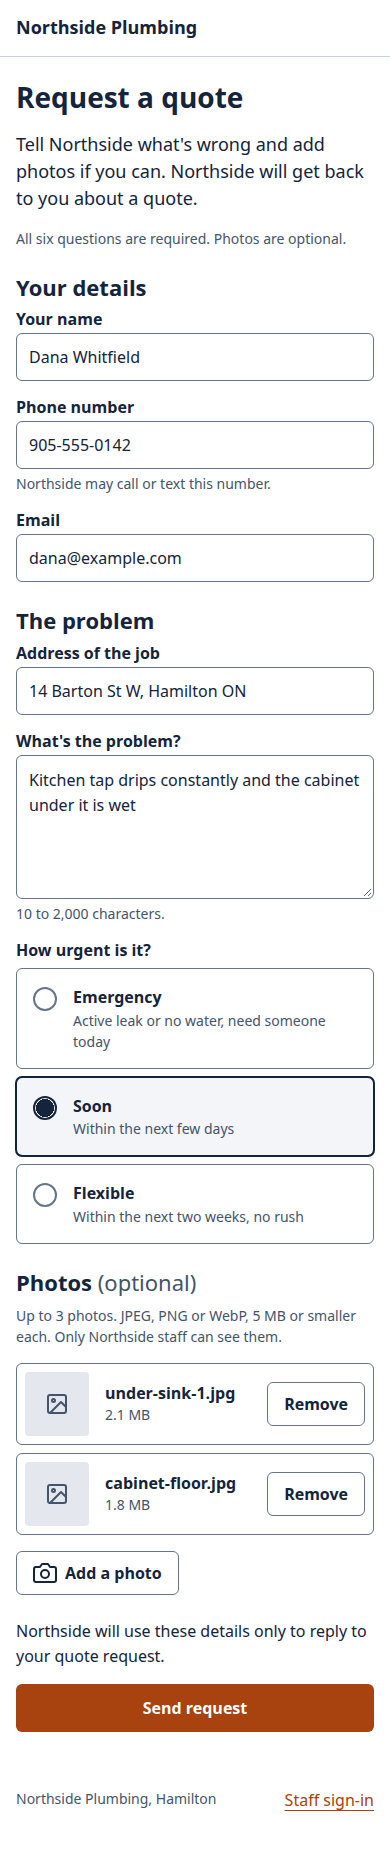 Northside Plumbing
Request a quote
Tell Northside what's wrong and add
photos if you can. Northside will get back
to you about a quote.
All six questions are required. Photos are optional.
Your details
Your name
Dana Whitfield
Phone number
905-555-0142
Northside may call or text this number.
Email
dana@example.com
The problem
Address of the job
14 Barton St W, Hamilton ON
What's the problem?
Kitchen tap drips constantly and the cabinet
under it is wet
10 to 2,000 characters.
How urgent is it?
Emergency
Active leak or no water, need someone
today
Soon
Within the next few days
Flexible
Within the next two weeks, no rush
Photos (optional)
Up to 3 photos. JPEG, PNG or WebP, 5 MB or smaller
each. Only Northside staff can see them.
under-sink-1.jpg
2.1 MB
Remove
cabinet-floor.jpg
1.8 MB
Remove
Add a photo
Northside will use these details only to reply to
your quote request.
Send request
Northside Plumbing, Hamilton
Staff sign-in